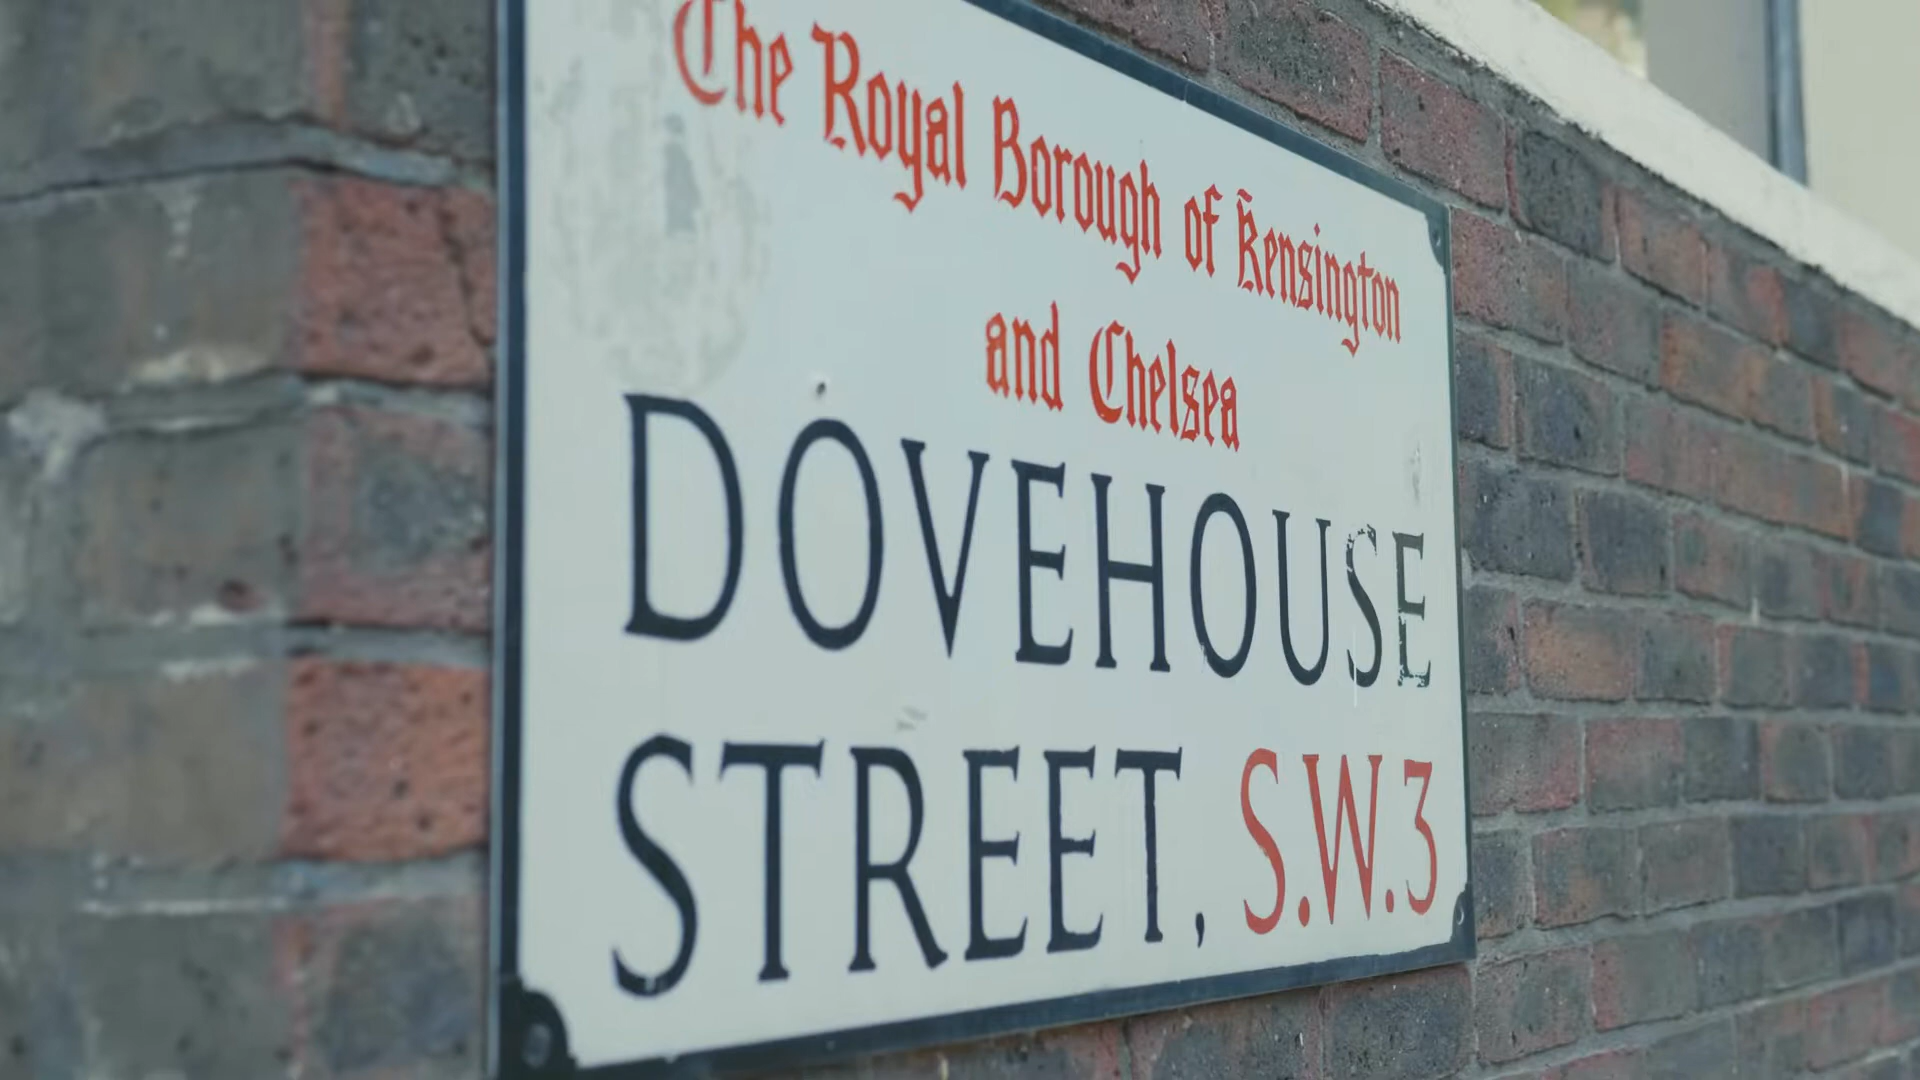 The Royal Borough of Kensington
and Chelsea
DOVEHOUSE
STREET, S.W.3